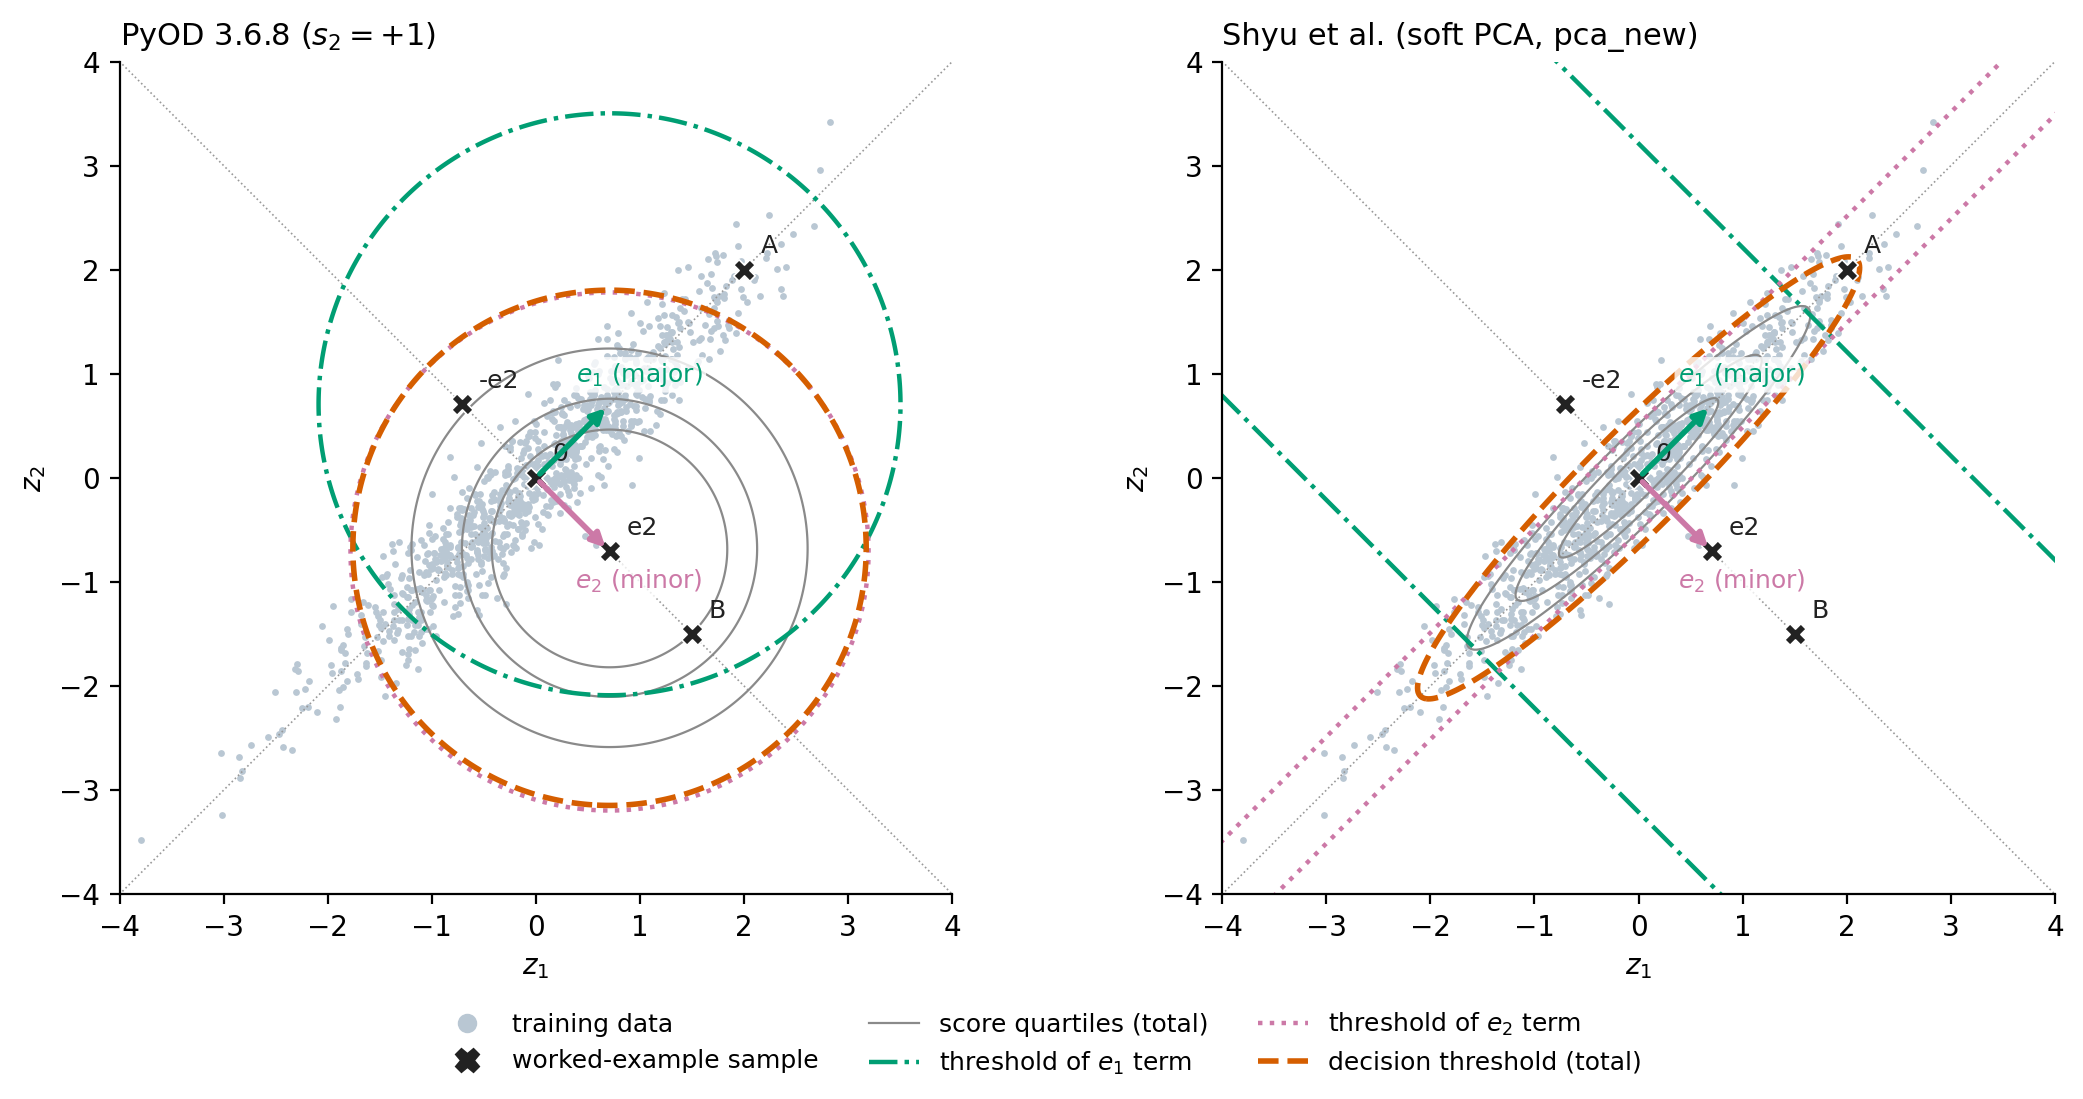 PyOD 3.6.8 (s₂ = +1)
4
3
2
1
0
−1
−2
−3
−4
z₂
−4 −3 −2 −1 0 1 2 3 4
z₁
A
-e2
e₁ (major)
0
e2
e₂ (minor)
B
Shyu et al. (soft PCA, pca_new)
4
3
2
1
0
−1
−2
−3
−4
z₂
−4 −3 −2 −1 0 1 2 3 4
z₁
A
-e2
e₁ (major)
0
e2
e₂ (minor)
B
training data
worked-example sample
score quartiles (total)
threshold of e₁ term
threshold of e₂ term
decision threshold (total)